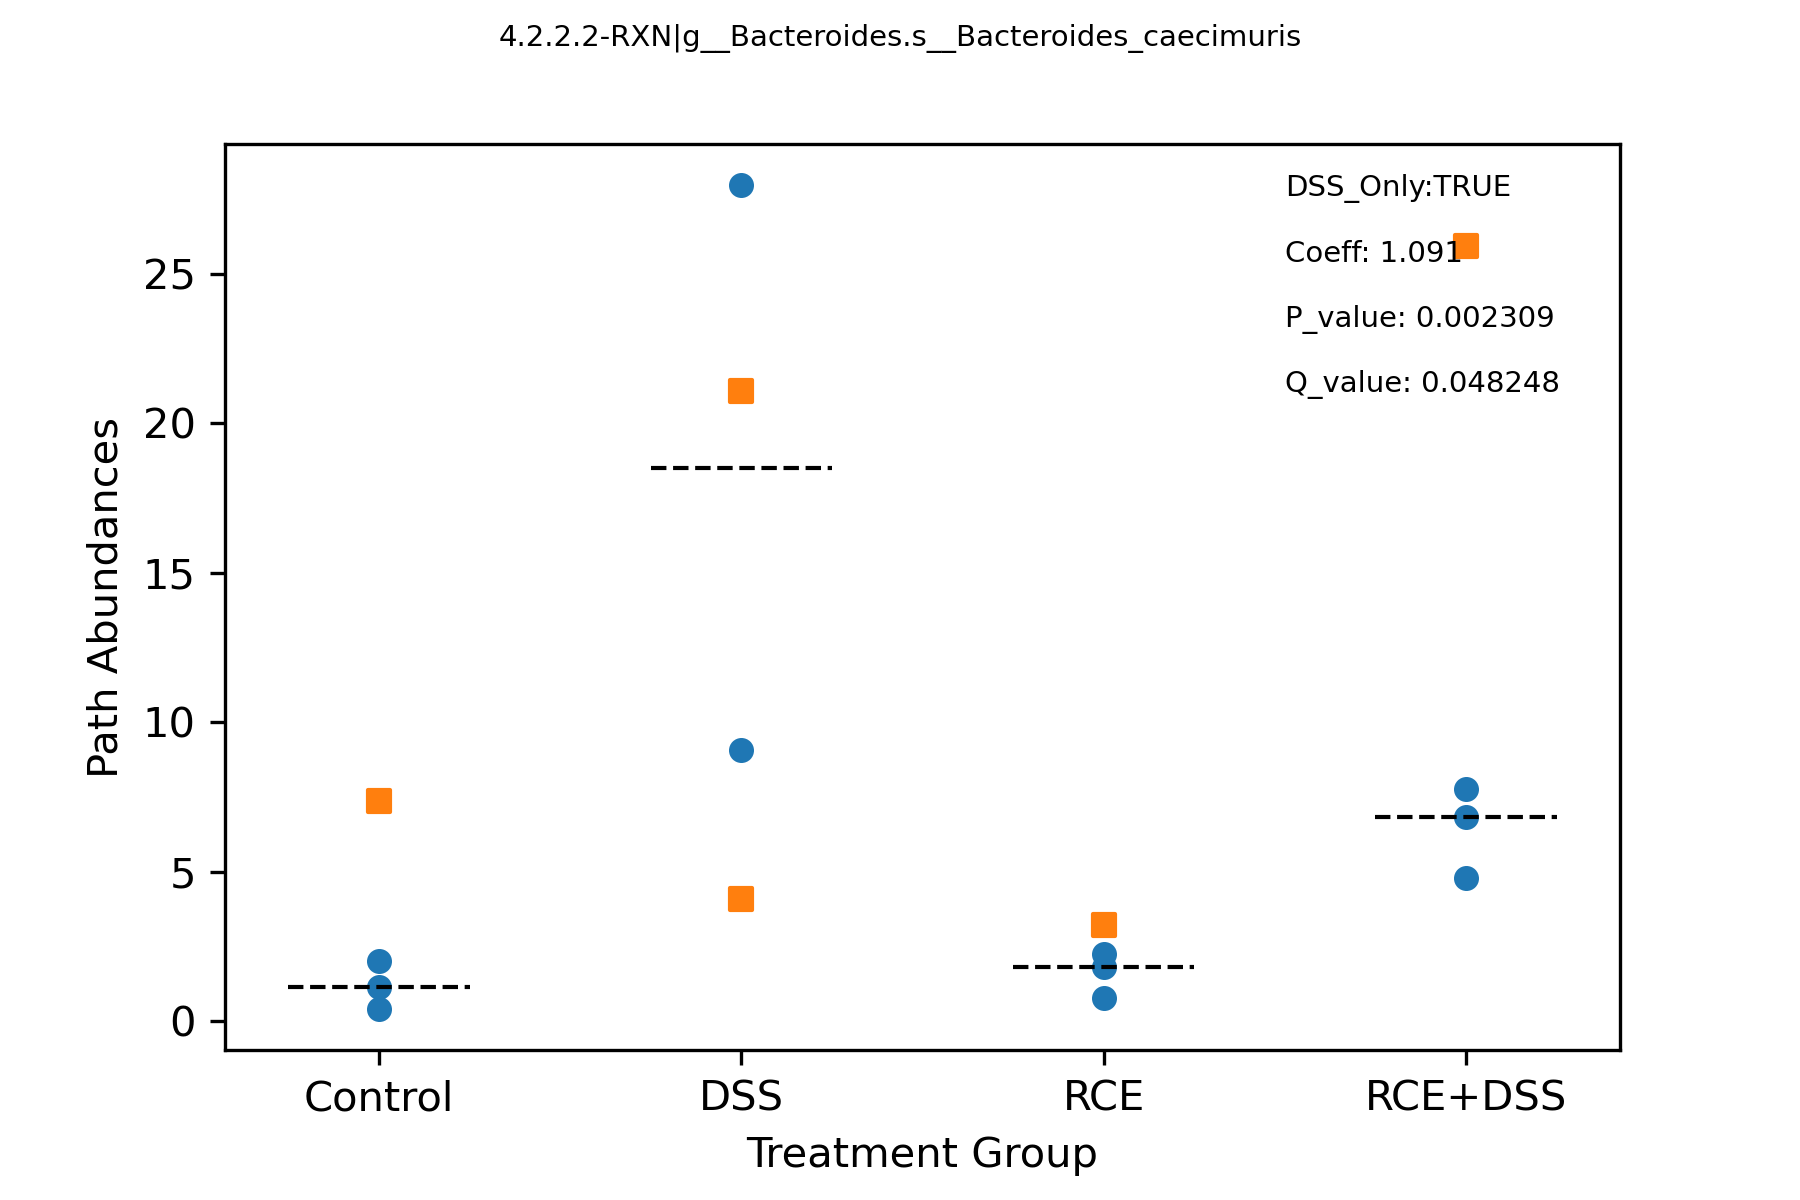 4.2.2.2-RXN|g__Bacteroides.s__Bacteroides_caecimuris
DSS_Only:TRUE
Coeff: 1.091
P_value: 0.002309
Q_value: 0.048248
Path Abundances
25
20
15
10
5
0
Control DSS RCE RCE+DSS
Treatment Group